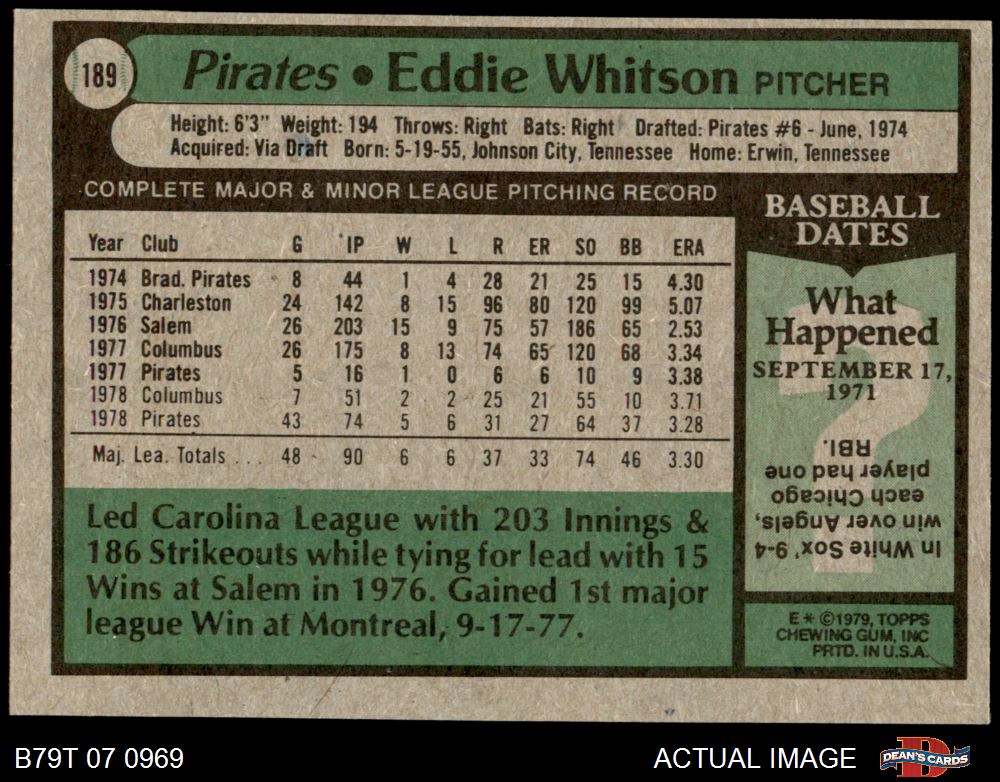 189
Pirates • Eddie Whitson PITCHER
Height: 6'3" Weight: 194 Throws: Right Bats: Right Drafted: Pirates #6 - June, 1974
Acquired: Via Draft Born: 5-19-55, Johnson City, Tennessee Home: Erwin, Tennessee
COMPLETE MAJOR & MINOR LEAGUE PITCHING RECORD
Year Club G IP W L R ER SO BB ERA
1974 Brad. Pirates 8 44 1 4 28 21 25 15 4.30
1975 Charleston 24 142 8 15 96 80 120 99 5.07
1976 Salem 26 203 15 9 75 57 186 65 2.53
1977 Columbus 26 175 8 13 74 65 120 68 3.34
1977 Pirates 5 16 1 0 6 6 10 9 3.38
1978 Columbus 7 51 2 2 25 21 55 10 3.71
1978 Pirates 43 74 5 6 31 27 64 37 3.28
Maj. Lea. Totals ... 48 90 6 6 37 33 74 46 3.30
Led Carolina League with 203 Innings &
186 Strikeouts while tying for lead with 15
Wins at Salem in 1976. Gained 1st major
league Win at Montreal, 9-17-77.
BASEBALL
DATES
What
Happened
SEPTEMBER 17,
1971
In White Sox' 9-4
win over Angels,
each Chicago
player had one
RBI.
E * ©1979, TOPPS
CHEWING GUM, INC
PRTD. IN U.S.A.
B79T 07 0969
ACTUAL IMAGE
D
DEAN'S CARDS